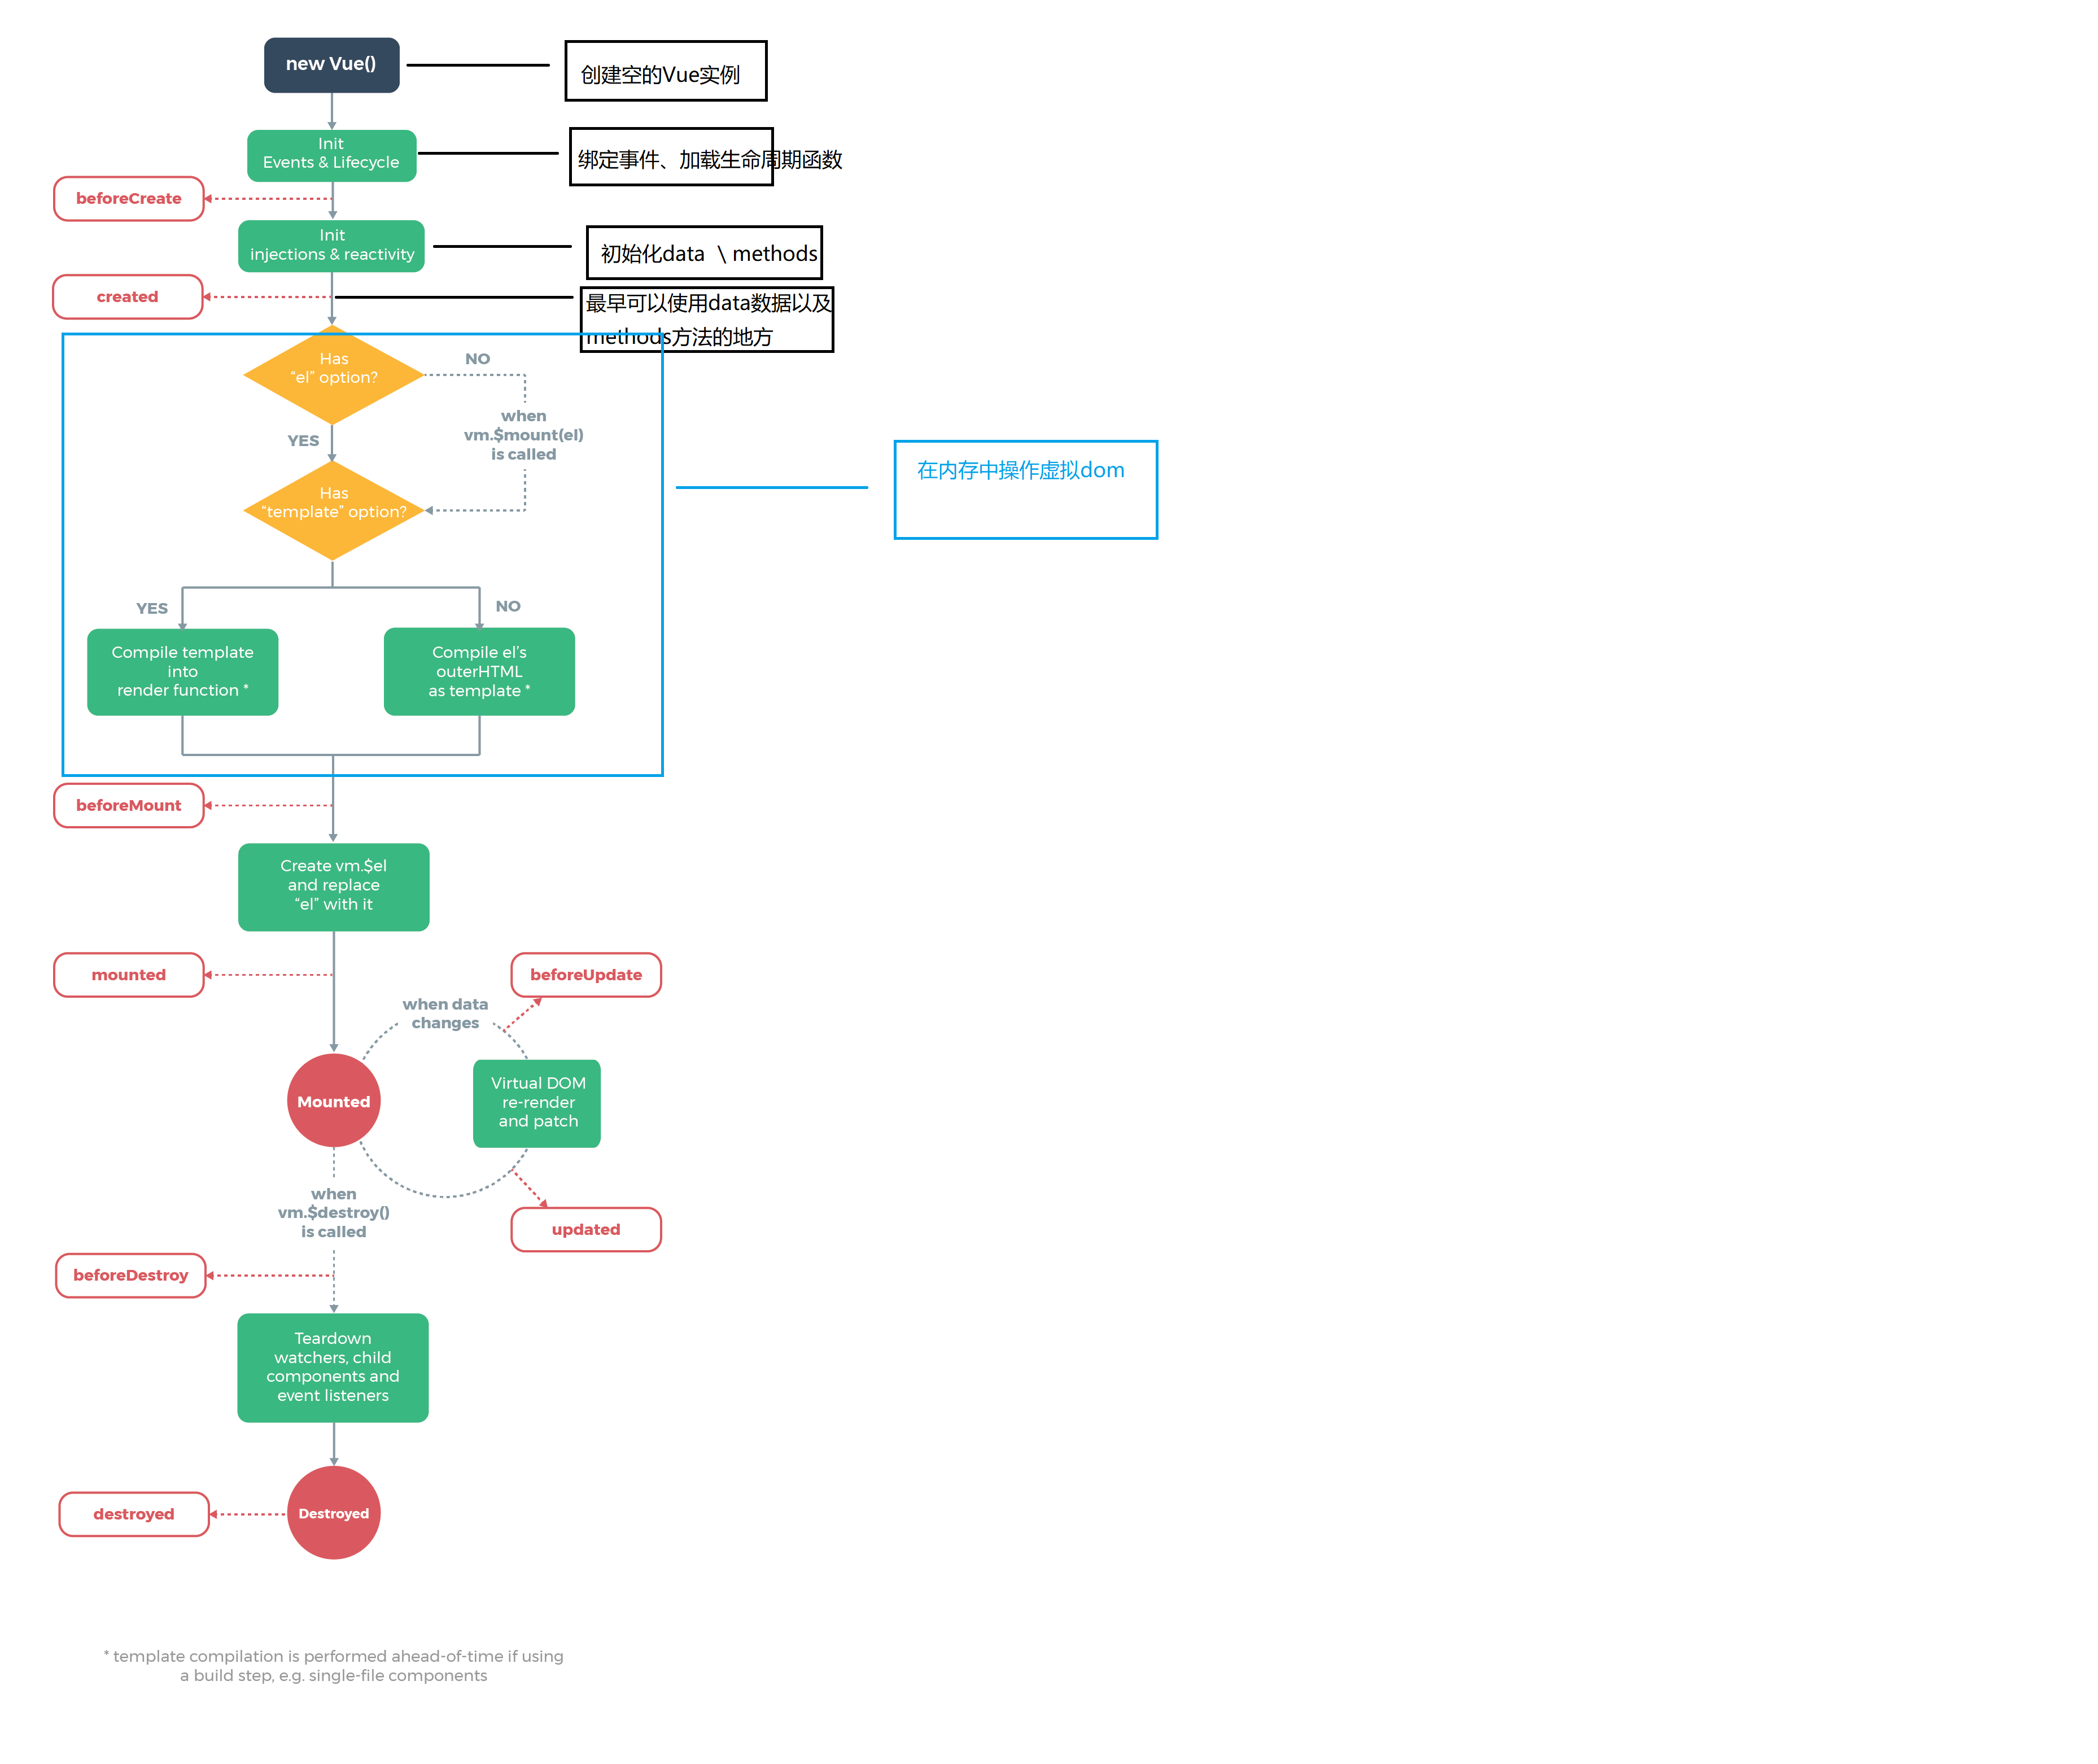 new Vue()
创建空的Vue实例
Init
Events & Lifecycle
绑定事件、加载生命周期函数
beforeCreate
Init
injections & reactivity
初始化data \ methods
created
最早可以使用data数据以及
methods方法的地方
Has
“el” option?
NO
when
vm.$mount(el)
is called
YES
在内存中操作虚拟dom
Has
“template” option?
YES
NO
Compile template
into
render function *
Compile el’s
outerHTML
as template *
beforeMount
Create vm.$el
and replace
“el” with it
mounted
beforeUpdate
when data
changes
Mounted
Virtual DOM
re-render
and patch
when
vm.$destroy()
is called
updated
beforeDestroy
Teardown
watchers, child
components and
event listeners
destroyed
Destroyed
* template compilation is performed ahead-of-time if using
a build step, e.g. single-file components